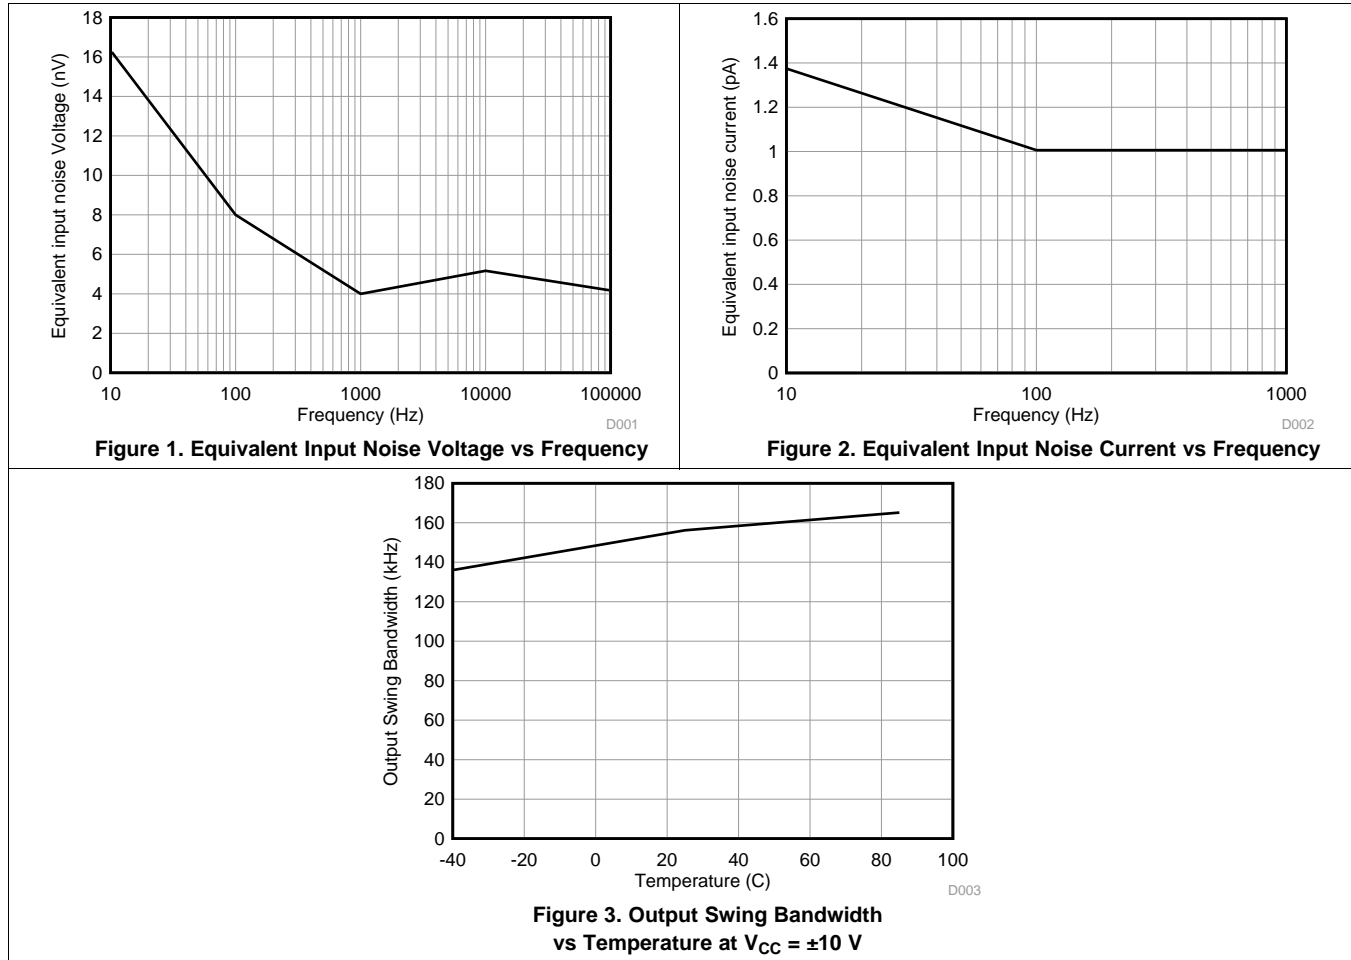 18
16
14
12
10
8
6
4
2
0
Equivalent input noise Voltage (nV)
10 100 1000 10000 100000
Frequency (Hz)
D001
Figure 1. Equivalent Input Noise Voltage vs Frequency
1.6
1.4
1.2
1
0.8
0.6
0.4
0.2
0
Equivalent input noise current (pA)
10 100 1000
Frequency (Hz)
D002
Figure 2. Equivalent Input Noise Current vs Frequency
180
160
140
120
100
80
60
40
20
0
Output Swing Bandwidth (kHz)
-40 -20 0 20 40 60 80 100
Temperature (C)
D003
Figure 3. Output Swing Bandwidth
vs Temperature at VCC = ±10 V